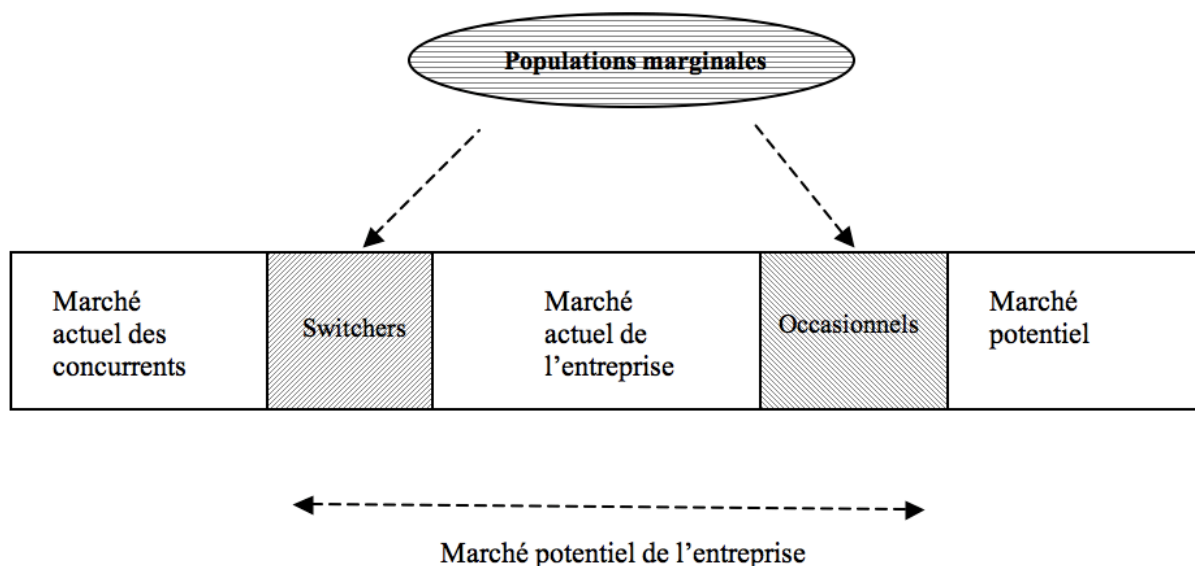 Populations marginales
Marché
actuel des
concurrents
Switchers
Marché
actuel de
l’entreprise
Occasionnels
Marché
potentiel
Marché potentiel de l’entreprise